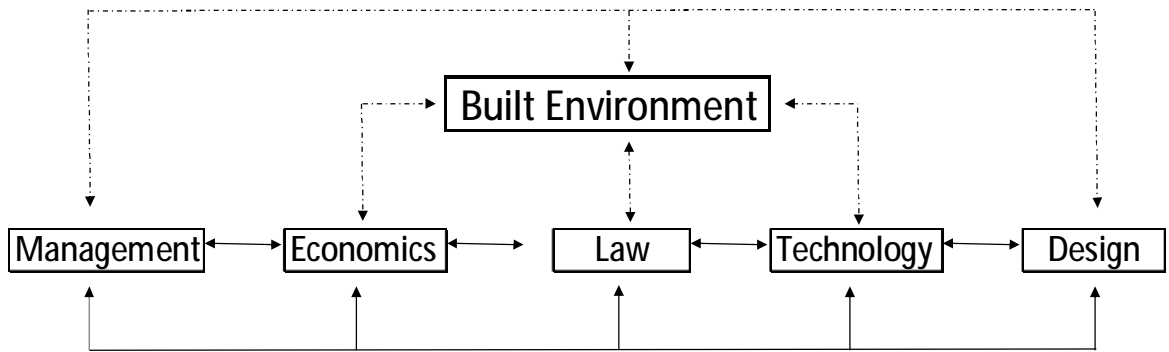 Built Environment
Management
Economics
Law
Technology
Design